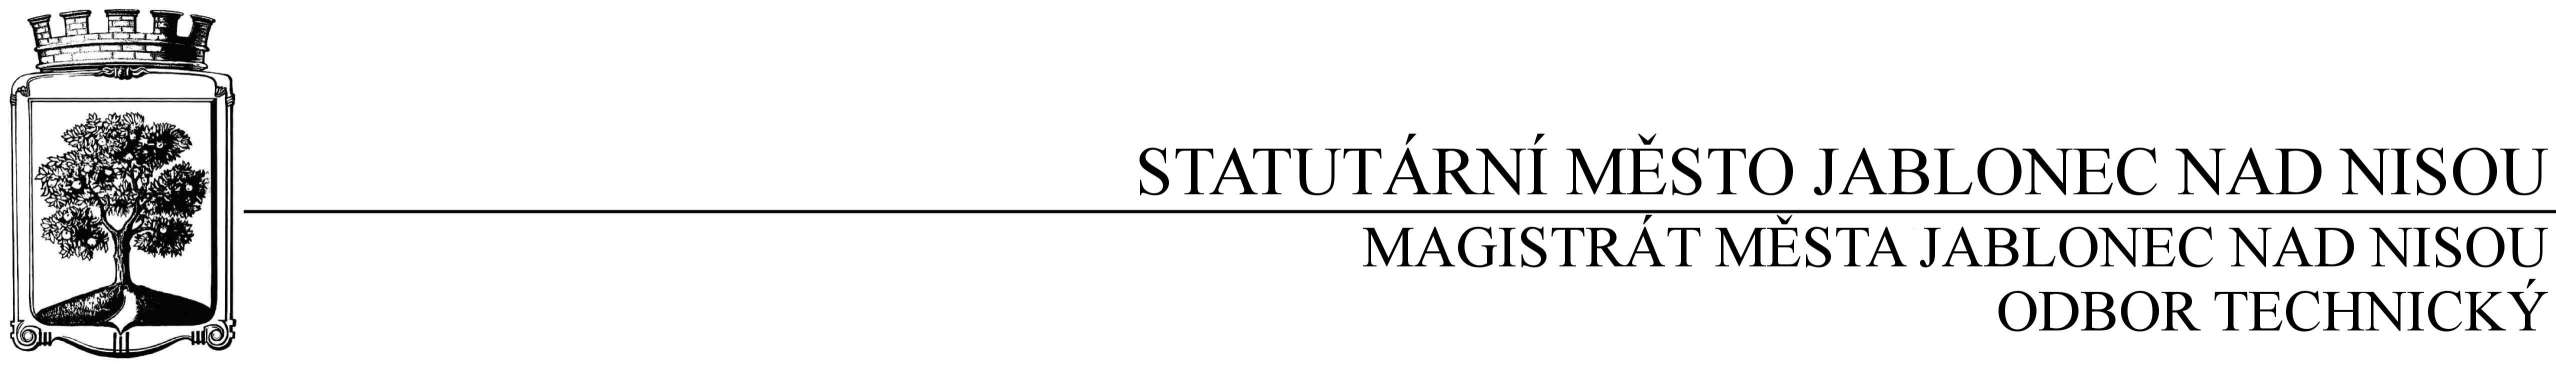 STATUTÁRNÍ MĚSTO JABLONEC NAD NISOU
MAGISTRÁT MĚSTA JABLONEC NAD NISOU
ODBOR TECHNICKÝ